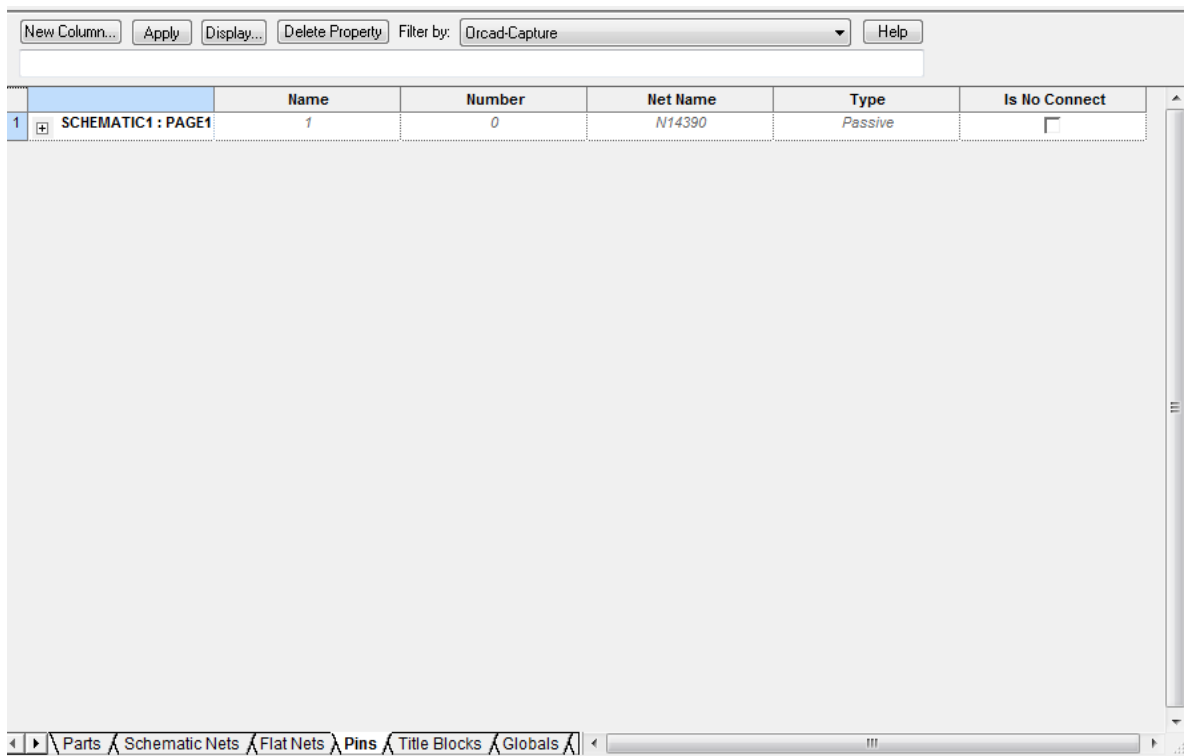 New Column... Apply Display... Delete Property Filter by: Orcad-Capture Help
Name Number Net Name Type Is No Connect
1 SCHEMATIC1 : PAGE1 1 0 N14390 Passive
Parts Schematic Nets Flat Nets Pins Title Blocks Globals